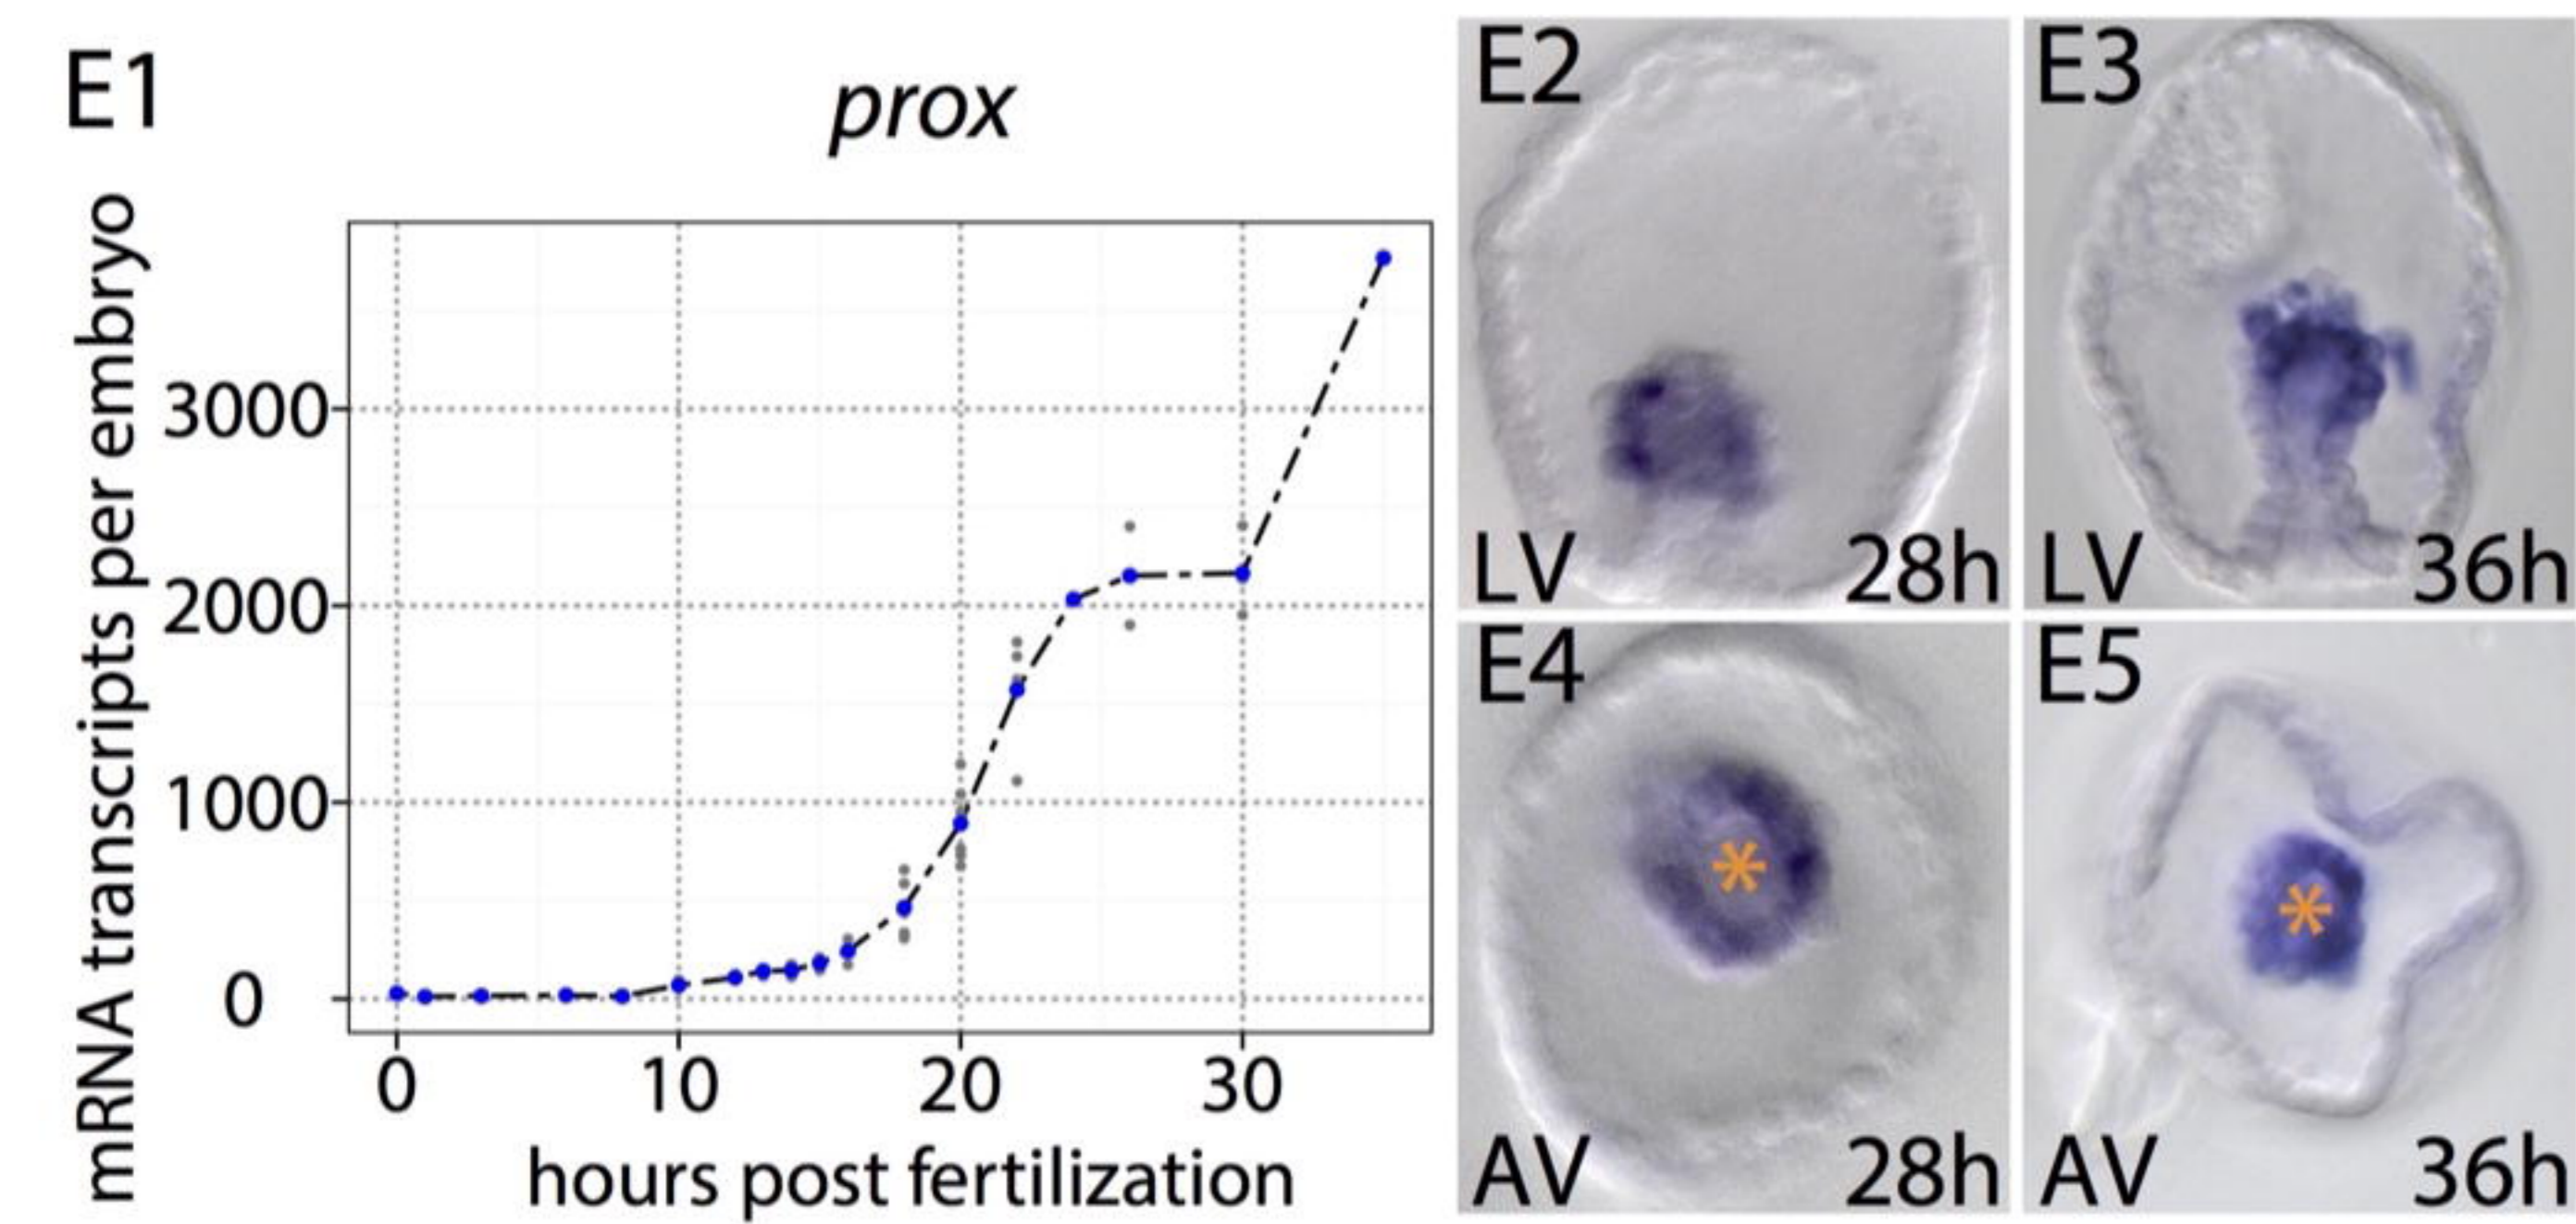 E1
prox
mRNA transcripts per embryo
3000
2000
1000
0
0 10 20 30
hours post fertilization
E2
LV 28h
E3
LV 36h
E4
*
AV 28h
E5
*
AV 36h